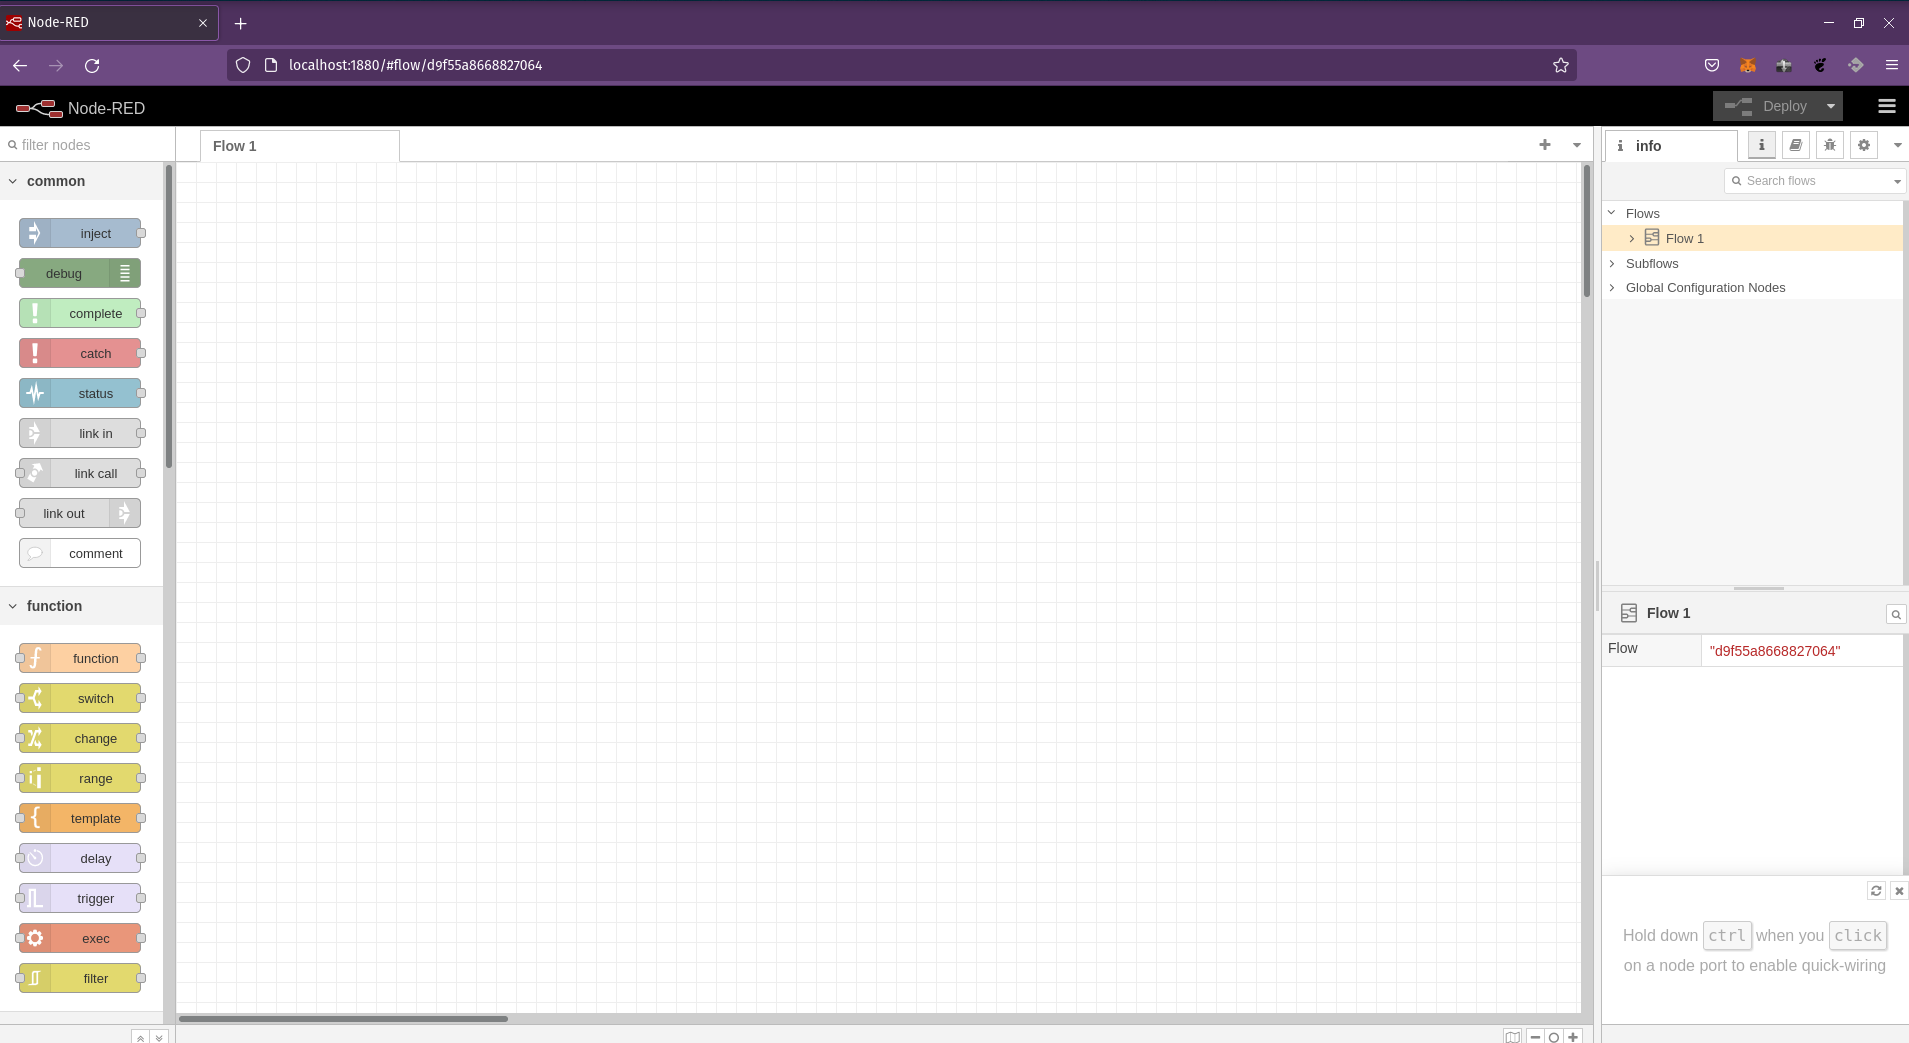 Node-RED
localhost:1880/#flow/d9f55a8668827064
Node-RED
Deploy
filter nodes
common
inject
debug
complete
catch
status
link in
link call
link out
comment
function
function
switch
change
range
template
delay
trigger
exec
filter
Flow 1
info
Search flows
Flows
Flow 1
Subflows
Global Configuration Nodes
Flow 1
Flow "d9f55a8668827064"
Hold down ctrl when you click
on a node port to enable quick-wiring